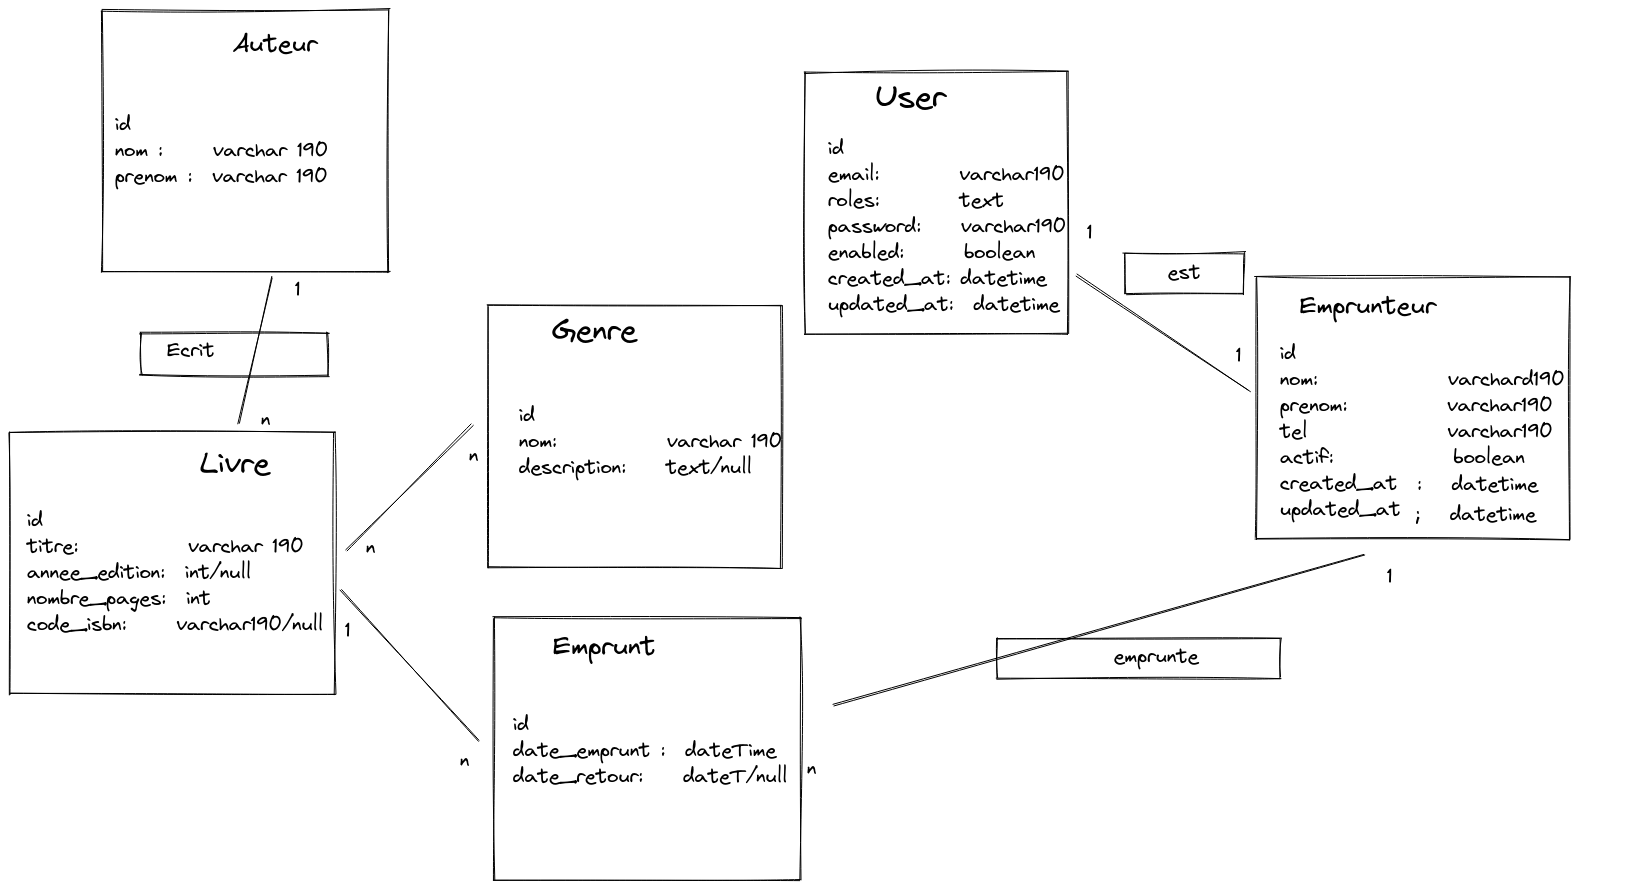 Auteur
id
nom : varchar 190
prenom : varchar 190
1
Ecrit
n
Livre
id
titre: varchar 190
annee_edition: int/null
nombre_pages: int
code_isbn: varchar190/null
n
n
Genre
id
nom: varchar 190
description: text/null
1
n
Emprunt
id
date_emprunt : dateTime
date_retour: dateT/null
n
emprunte
1
User
id
email: varchar190
roles: text
password: varchar190
enabled: boolean
created_at: datetime
updated_at: datetime
1
est
1
Emprunteur
id
nom: varchard190
prenom: varchar190
tel varchar190
actif: boolean
created_at : datetime
updated_at ; datetime